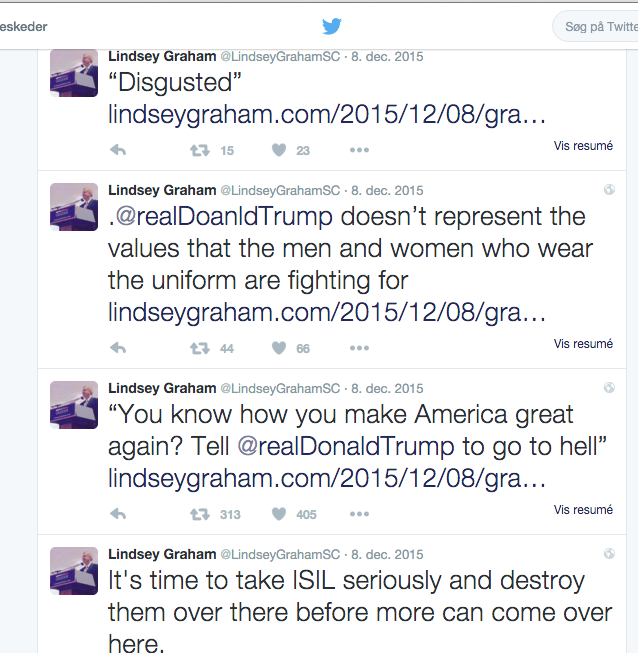 eskeder
Søg på Twitte
Lindsey Graham @LindseyGrahamSC · 8. dec. 2015
“Disgusted”
lindseygraham.com/2015/12/08/gra…
15 23 Vis resumé
Lindsey Graham @LindseyGrahamSC · 8. dec. 2015
.@realDoanldTrump doesn’t represent the
values that the men and women who wear
the uniform are fighting for
lindseygraham.com/2015/12/08/gra…
44 66 Vis resumé
Lindsey Graham @LindseyGrahamSC · 8. dec. 2015
“You know how you make America great
again? Tell @realDonaldTrump to go to hell”
lindseygraham.com/2015/12/08/gra…
313 405 Vis resumé
Lindsey Graham @LindseyGrahamSC · 8. dec. 2015
It's time to take ISIL seriously and destroy
them over there before more can come over
here.